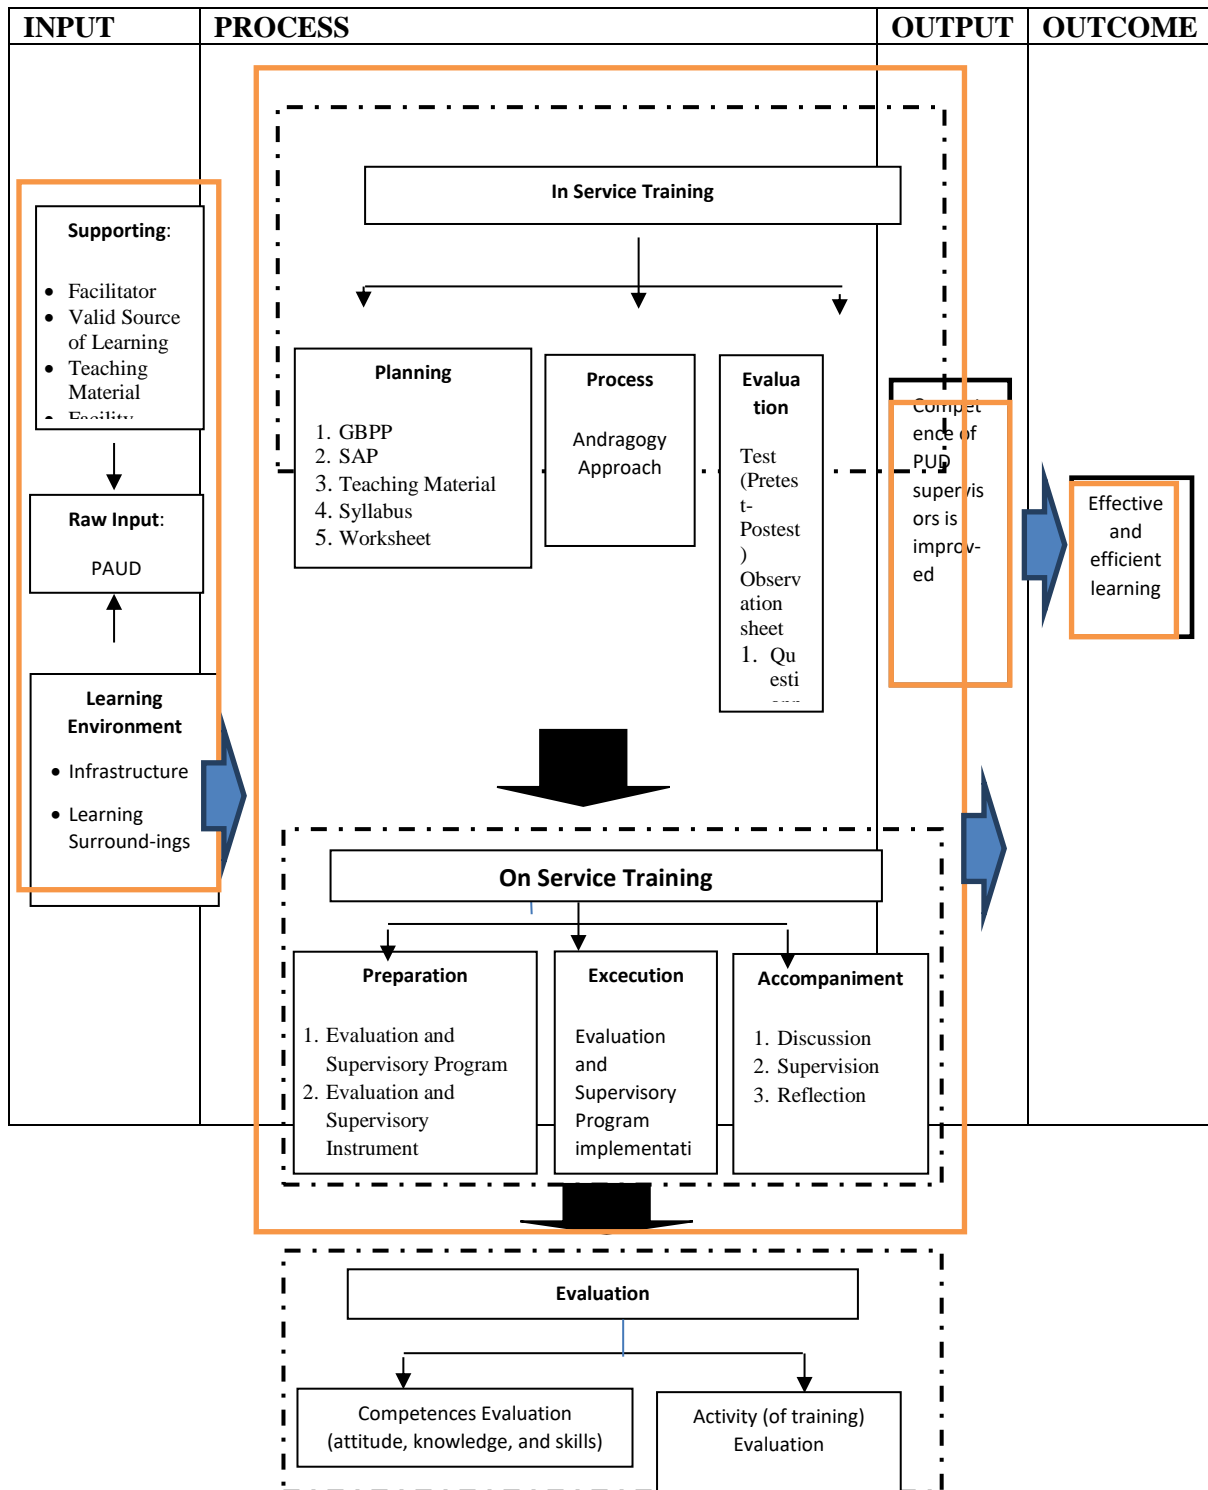 INPUT
PROCESS
OUTPUT
OUTCOME
Supporting:
• Facilitator
• Valid Source
of Learning
• Teaching
Material
• Facility
Raw Input:
PAUD
Learning
Environment
• Infrastructure
• Learning
Surround-ings
In Service Training
Planning
1. GBPP
2. SAP
3. Teaching Material
4. Syllabus
5. Worksheet
Process
Andragogy
Approach
Evalua
tion
Test
(Pretes
t-
Postest
)
Observ
ation
sheet
1. Qu
esti
On Service Training
Preparation
1. Evaluation and
Supervisory Program
2. Evaluation and
Supervisory
Instrument
Excecution
Evaluation
and
Supervisory
Program
implementati
Accompaniment
1. Discussion
2. Supervision
3. Reflection
Evaluation
Competences Evaluation
(attitude, knowledge, and skills)
Activity (of training)
Evaluation
Compet
ence of
PUD
supervis
ors is
improv-
ed
Effective
and
efficient
learning